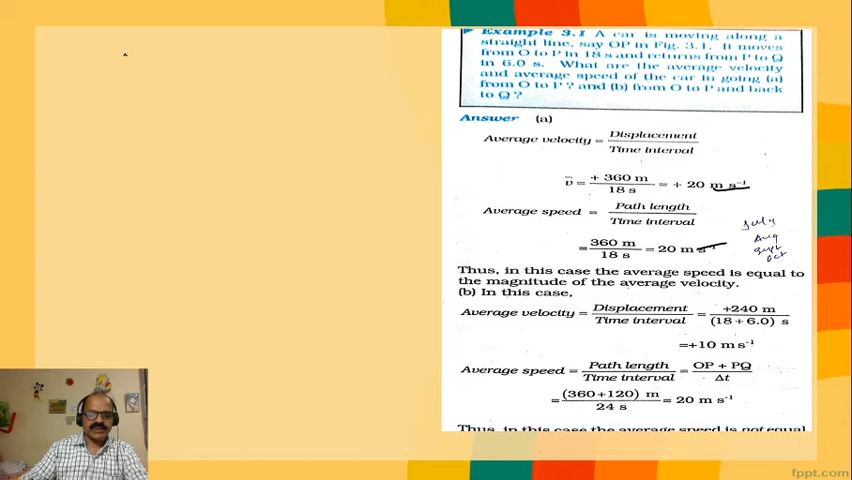 Example 3.1 A car is moving along a
straight line, say OP in Fig. 3.1. It moves
from O to P in 18 s and returns from P to Q
in 6.0 s. What are the average velocity
and average speed of the car in going (a)
from O to P ? and (b) from O to P and back
to Q ?
Answer (a)
Average velocity = Displacement / Time interval
v̄ = + 360 m / 18 s = + 20 m s⁻¹
Average speed = Path length / Time interval
= 360 m / 18 s = 20 m s⁻¹
July
Aug
Sept
Oct
Thus, in this case the average speed is equal to
the magnitude of the average velocity.
(b) In this case,
Average velocity = Displacement / Time interval = +240 m / (18 + 6.0) s
=+10 m s⁻¹
Average speed = Path length / Time interval = OP + PQ / Δt
= (360+120) m / 24 s = 20 m s⁻¹
Thus, in this case the average speed is not equal
fppt.com